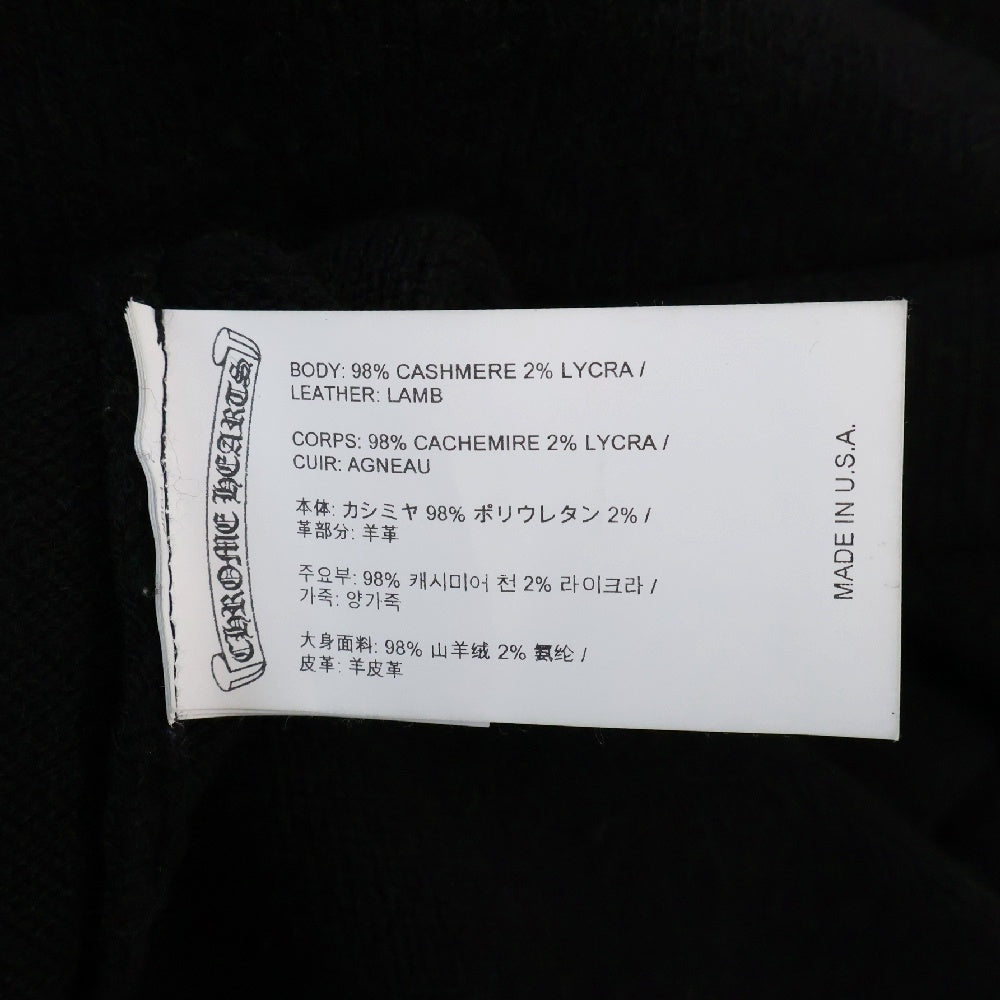 CHROME HEARTS
BODY: 98% CASHMERE 2% LYCRA /
LEATHER: LAMB
CORPS: 98% CACHEMIRE 2% LYCRA /
CUIR: AGNEAU
本体: カシミヤ 98% ポリウレタン 2% /
革部分: 羊革
주요부: 98% 캐시미어 천 2% 라이크라 /
가죽: 양가죽
大身面料: 98% 山羊绒 2% 氨纶 /
皮革: 羊皮革
MADE IN U.S.A.